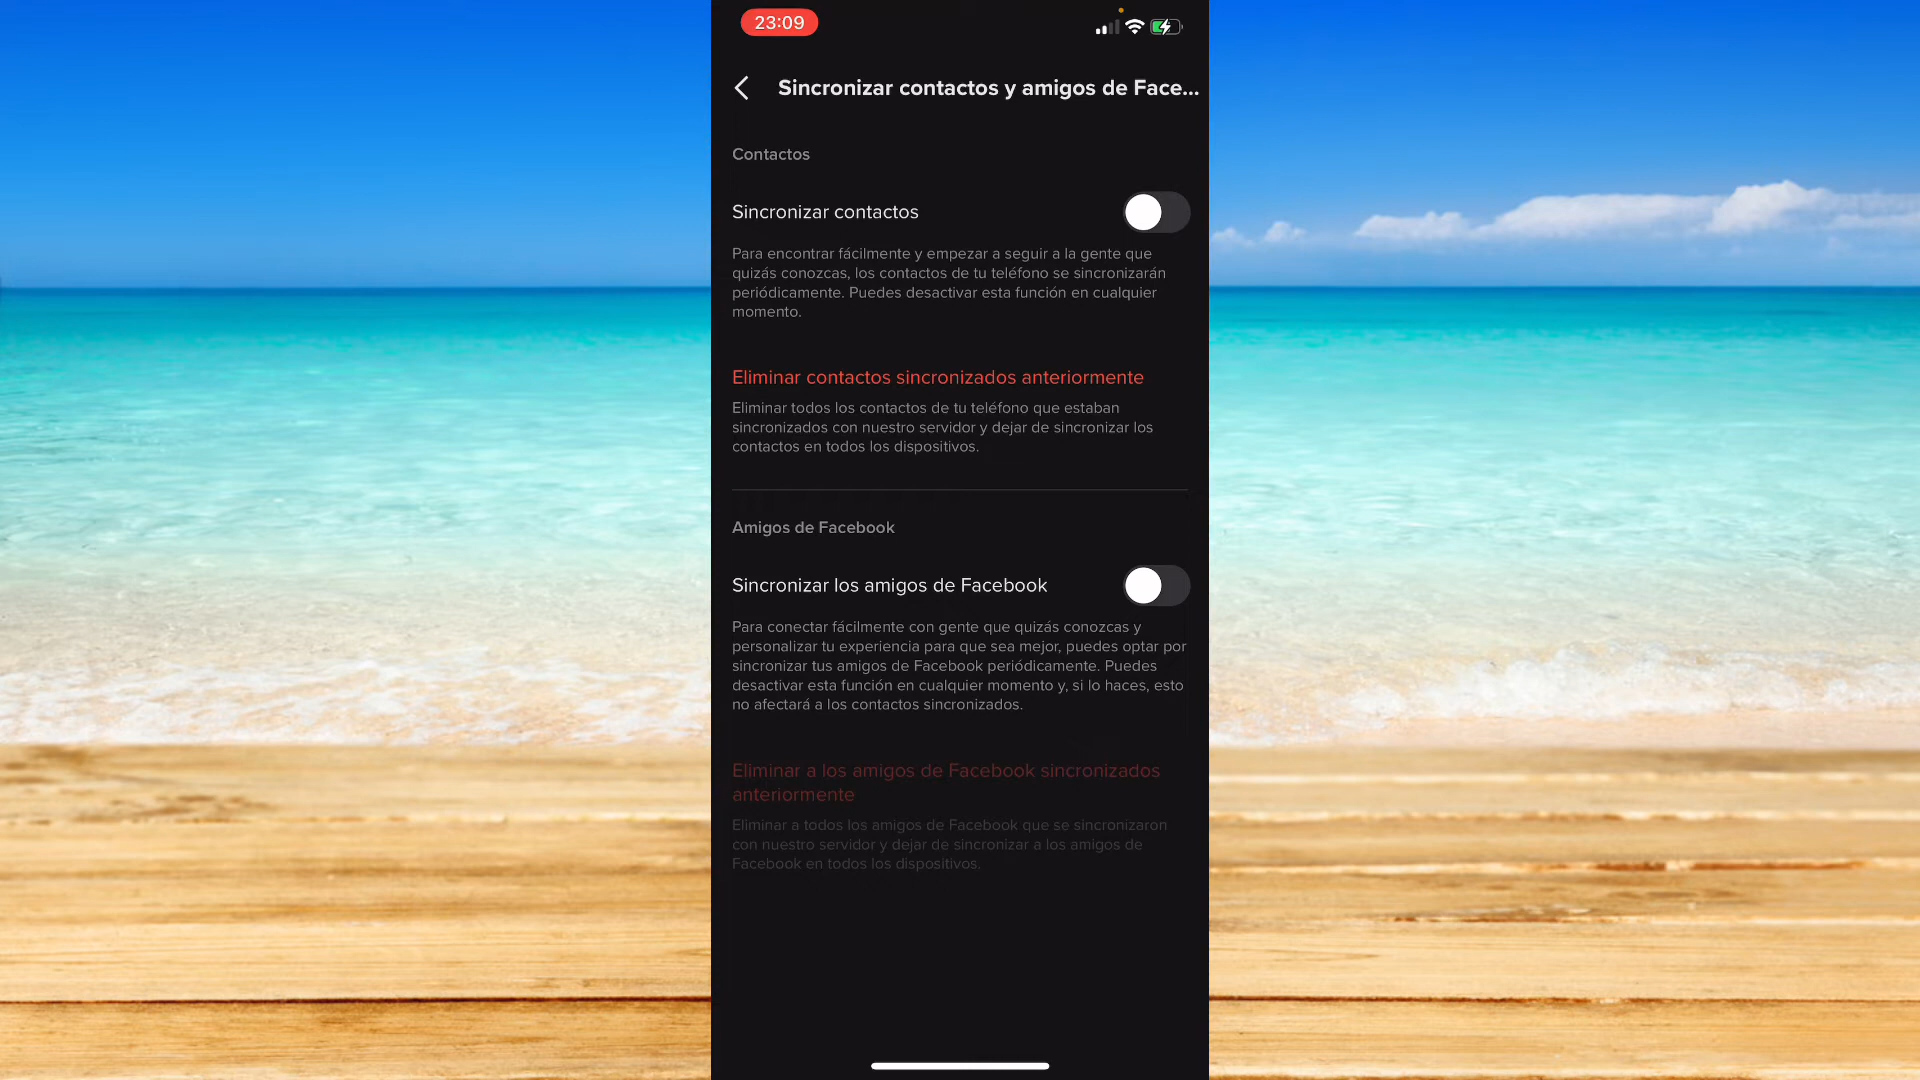 23:09
Sincronizar contactos y amigos de Face...
Contactos
Sincronizar contactos
Para encontrar fácilmente y empezar a seguir a la gente que
quizás conozcas, los contactos de tu teléfono se sincronizarán
periódicamente. Puedes desactivar esta función en cualquier
momento.
Eliminar contactos sincronizados anteriormente
Eliminar todos los contactos de tu teléfono que estaban
sincronizados con nuestro servidor y dejar de sincronizar los
contactos en todos los dispositivos.
Amigos de Facebook
Sincronizar los amigos de Facebook
Para conectar fácilmente con gente que quizás conozcas y
personalizar tu experiencia para que sea mejor, puedes optar por
sincronizar tus amigos de Facebook periódicamente. Puedes
desactivar esta función en cualquier momento y, si lo haces, esto
no afectará a los contactos sincronizados.
Eliminar a los amigos de Facebook sincronizados
anteriormente
Eliminar a todos los amigos de Facebook que se sincronizaron
con nuestro servidor y dejar de sincronizar a los amigos de
Facebook en todos los dispositivos.